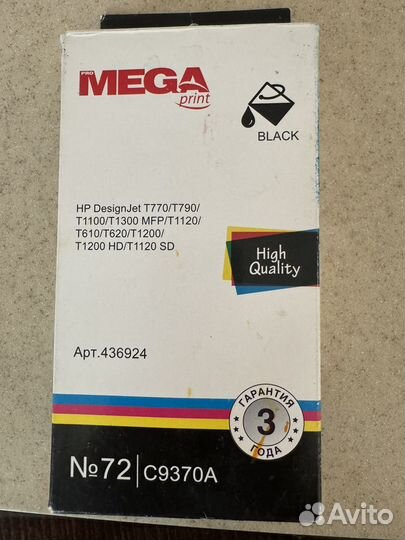 PRO MEGA
print
BLACK
HP DesignJet T770/T790/
T1100/T1300 MFP/T1120/
T610/T620/T1200/
T1200 HD/T1120 SD
High
Quality
Арт.436924
ГАРАНТИЯ
3
ГОДА
№72 C9370A
Avito